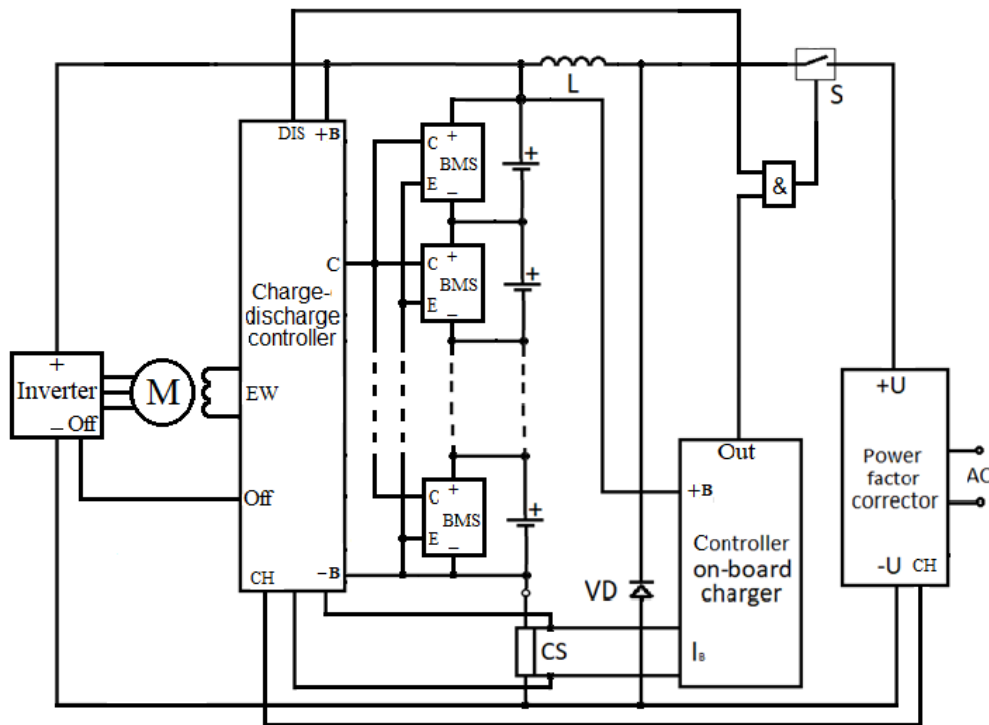 L
S
DIS +B
+
C
BMS
E
–
&
+
+
C
BMS
E
–
+
C
Charge-
discharge
controller
+
Inverter
– Off
M
EW
+U
Power
factor
corrector
AC
-U CH
Out
+B
Controller
on-board
charger
IB
+
C
BMS
E
–
+
Off
CH
–B
VD
CS